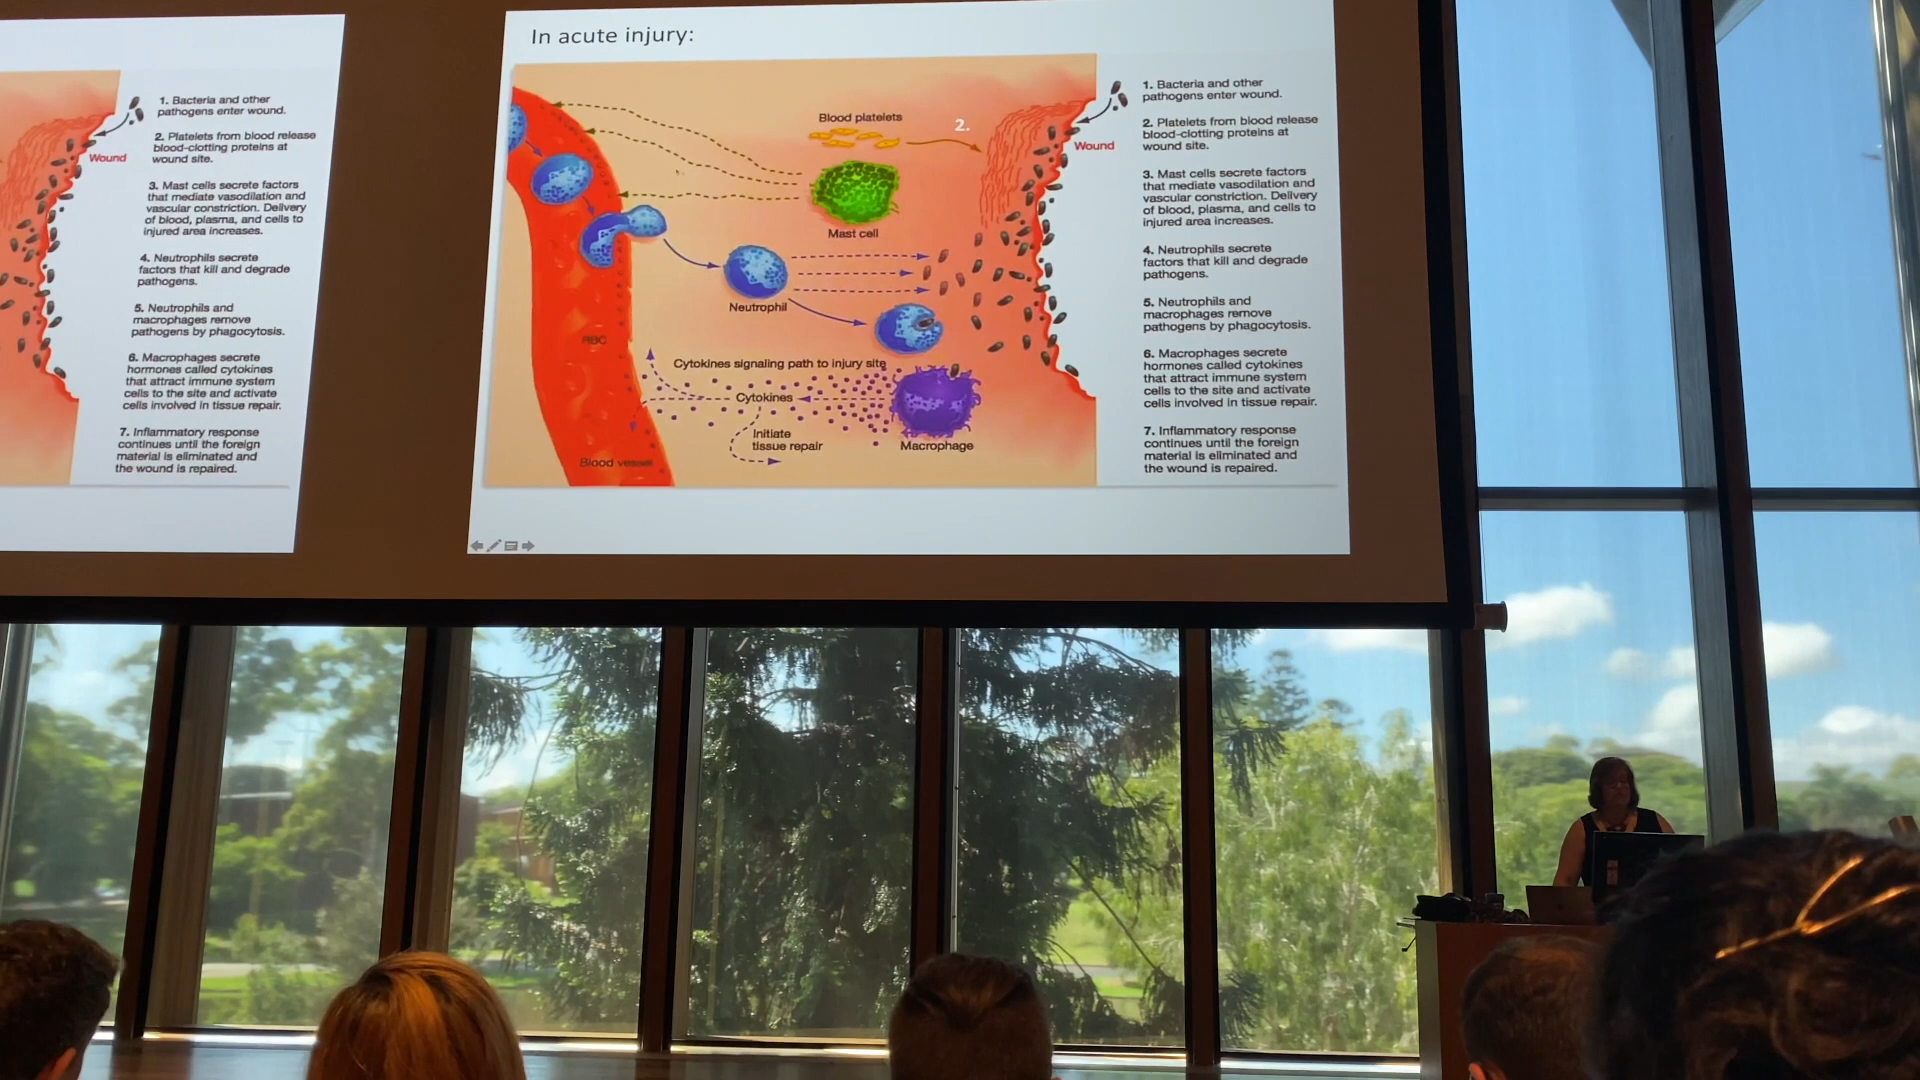 1. Bacteria and other
pathogens enter wound.
2. Platelets from blood release
blood-clotting proteins at
wound site.
Wound
3. Mast cells secrete factors
that mediate vasodilation and
vascular constriction. Delivery
of blood, plasma, and cells to
injured area increases.
4. Neutrophils secrete
factors that kill and degrade
pathogens.
5. Neutrophils and
macrophages remove
pathogens by phagocytosis.
6. Macrophages secrete
hormones called cytokines
that attract immune system
cells to the site and activate
cells involved in tissue repair.
7. Inflammatory response
continues until the foreign
material is eliminated and
the wound is repaired.
In acute injury:
Blood platelets
2.
Mast cell
Neutrophil
RBC
Cytokines signaling path to injury site
Cytokines
Initiate
tissue repair
Macrophage
Blood vessel
Wound
1. Bacteria and other
pathogens enter wound.
2. Platelets from blood release
blood-clotting proteins at
wound site.
3. Mast cells secrete factors
that mediate vasodilation and
vascular constriction. Delivery
of blood, plasma, and cells to
injured area increases.
4. Neutrophils secrete
factors that kill and degrade
pathogens.
5. Neutrophils and
macrophages remove
pathogens by phagocytosis.
6. Macrophages secrete
hormones called cytokines
that attract immune system
cells to the site and activate
cells involved in tissue repair.
7. Inflammatory response
continues until the foreign
material is eliminated and
the wound is repaired.